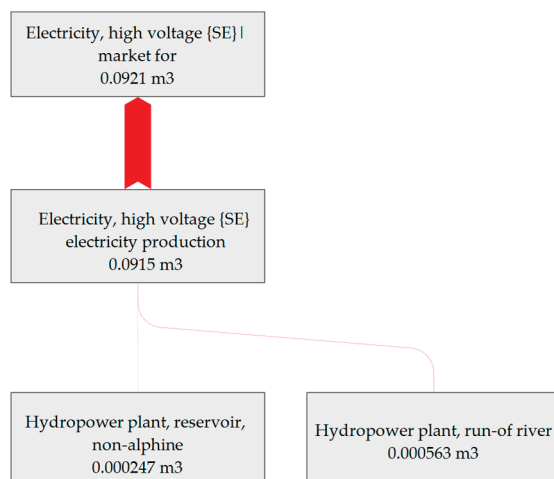 Electricity, high voltage {SE}|
market for
0.0921 m3
Electricity, high voltage {SE}
electricity production
0.0915 m3
Hydropower plant, reservoir,
non-alphine
0.000247 m3
Hydropower plant, run-of river
0.000563 m3